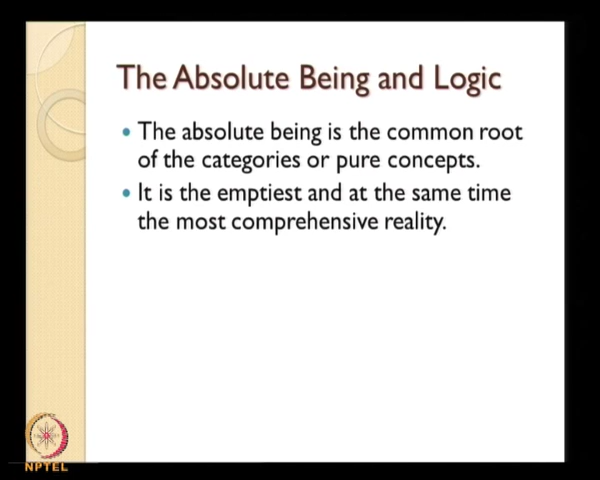 The Absolute Being and Logic
• The absolute being is the common root
of the categories or pure concepts.
• It is the emptiest and at the same time
the most comprehensive reality.
NPTEL